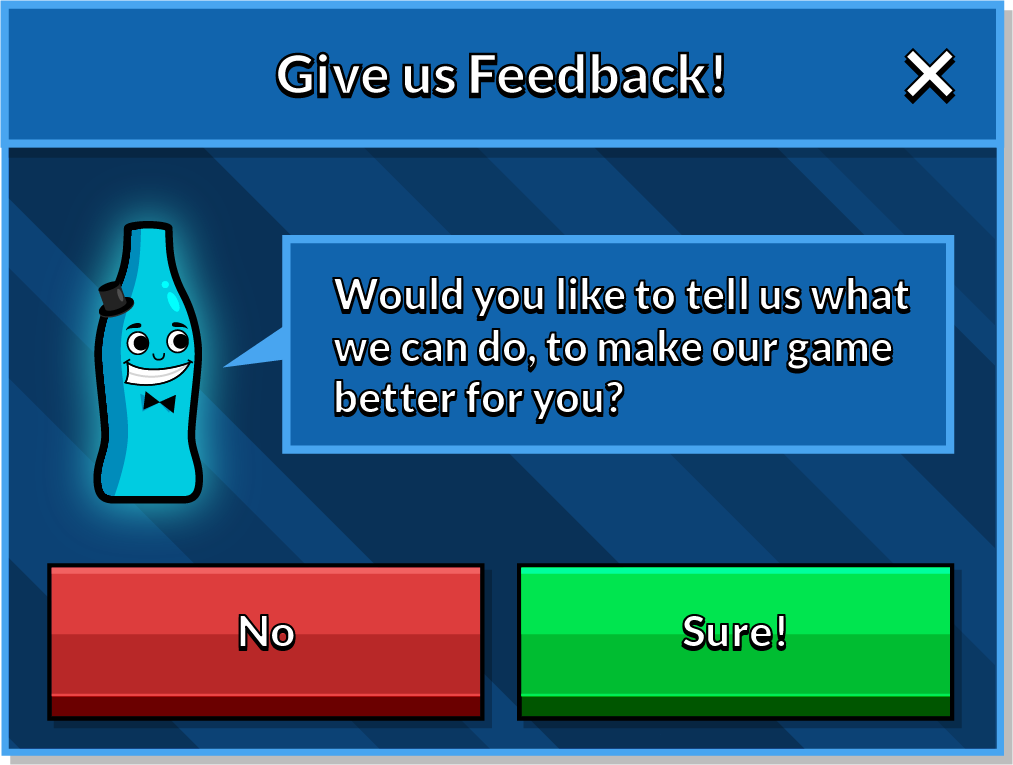 Give us Feedback!
Would you like to tell us what
we can do, to make our game
better for you?
No
Sure!